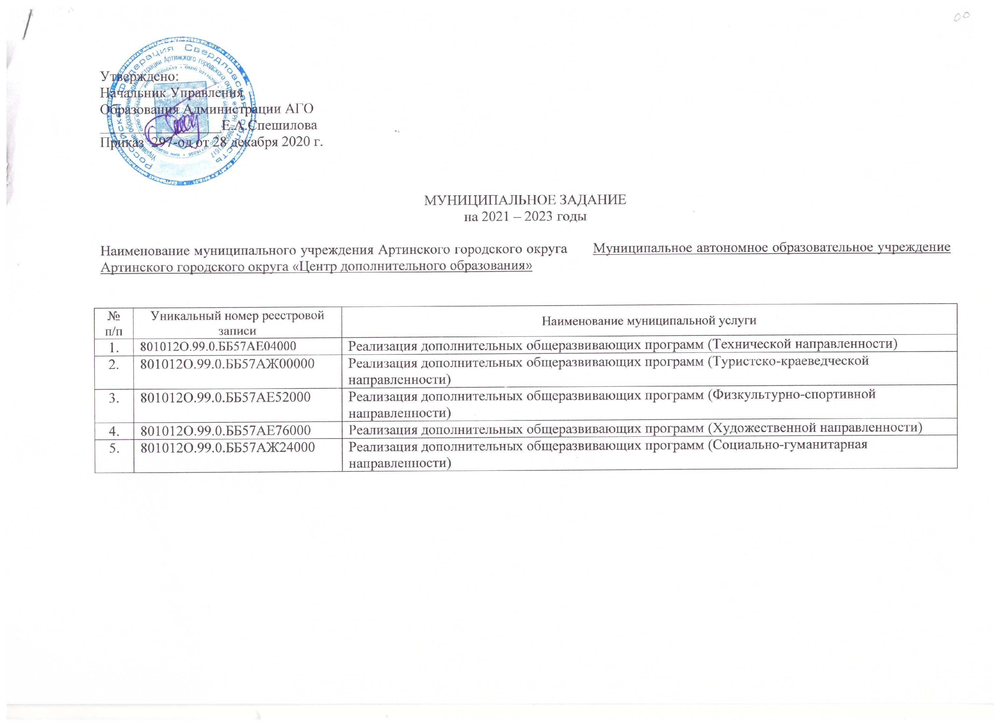 Утверждено:
Начальник Управления
Образования Администрации АГО
Е.А.Спешилова
Приказ 297-од от 28 декабря 2020 г.
Российская Федерация Свердловская область
Управление образования Администрации Артинского городского округа
МУНИЦИПАЛЬНОЕ ЗАДАНИЕ
на 2021 – 2023 годы
Наименование муниципального учреждения Артинского городского округа Муниципальное автономное образовательное учреждение
Артинского городского округа «Центр дополнительного образования»
№ п/п Уникальный номер реестровой записи Наименование муниципальной услуги
1. 801012О.99.0.ББ57АЕ04000 Реализация дополнительных общеразвивающих программ (Технической направленности)
2. 801012О.99.0.ББ57АЖ00000 Реализация дополнительных общеразвивающих программ (Туристско-краеведческой
направленности)
3. 801012О.99.0.ББ57АЕ52000 Реализация дополнительных общеразвивающих программ (Физкультурно-спортивной
направленности)
4. 801012О.99.0.ББ57АЕ76000 Реализация дополнительных общеразвивающих программ (Художественной направленности)
5. 801012О.99.0.ББ57АЖ24000 Реализация дополнительных общеразвивающих программ (Социально-гуманитарная
направленности)